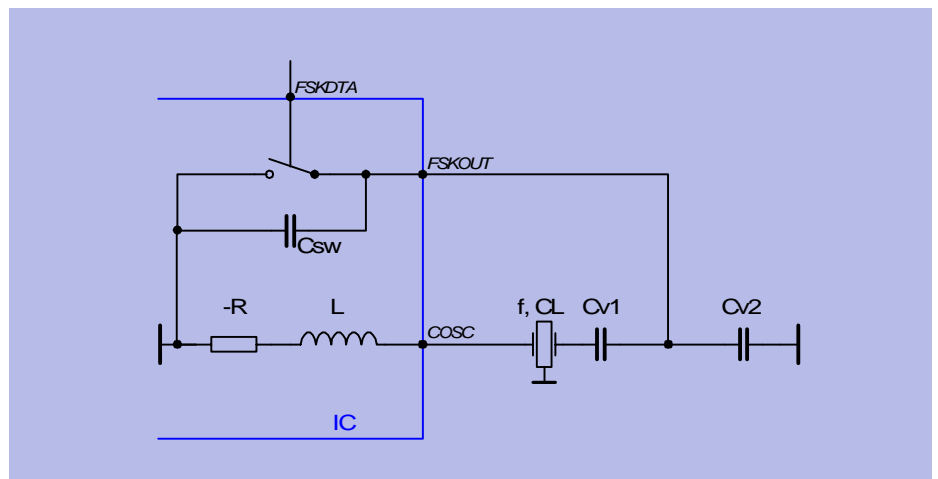 FSKDTA
FSKOUT
Csw
-R
L
f, CL
Cv1
Cv2
COSC
IC